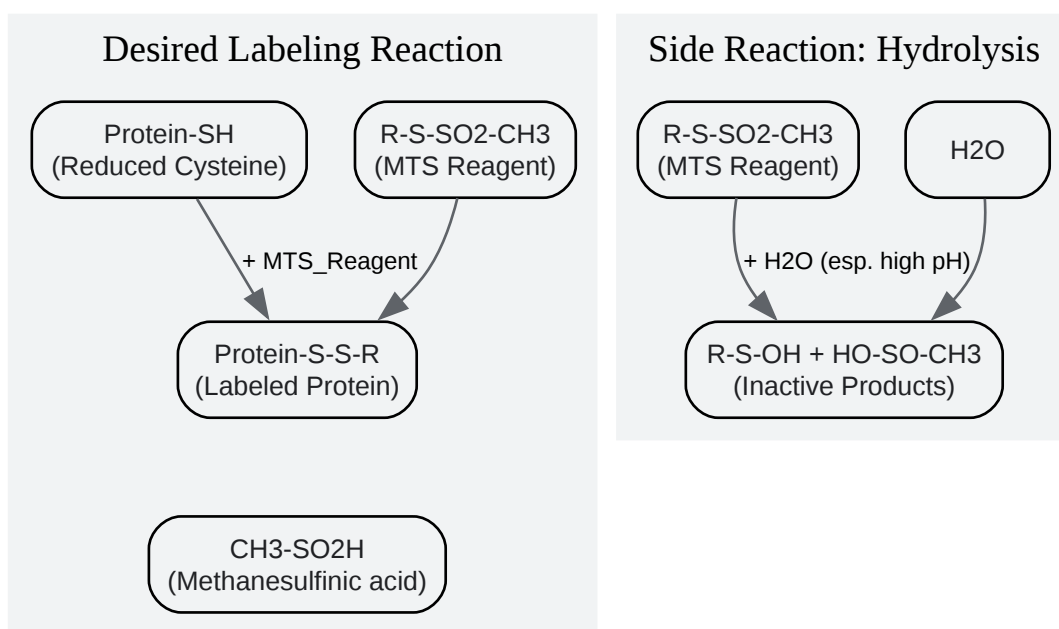 Desired Labeling Reaction
Protein-SH
(Reduced Cysteine)
R-S-SO2-CH3
(MTS Reagent)
+ MTS_Reagent
Protein-S-S-R
(Labeled Protein)
CH3-SO2H
(Methanesulfinic acid)
Side Reaction: Hydrolysis
R-S-SO2-CH3
(MTS Reagent)
H2O
+ H2O (esp. high pH)
R-S-OH + HO-SO-CH3
(Inactive Products)